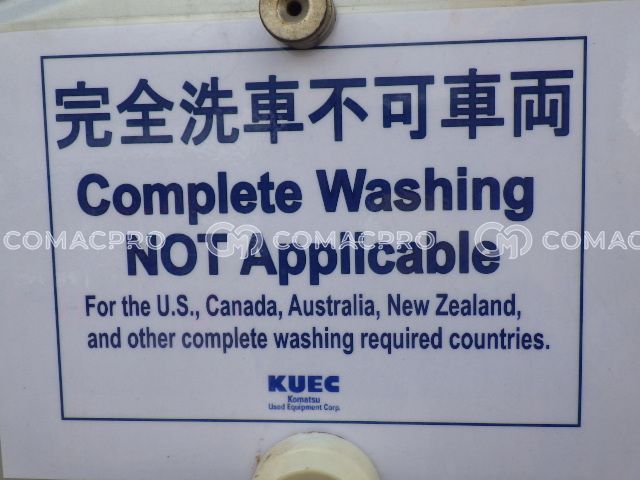 完全洗車不可車両
Complete Washing
NOT Applicable
COMACPRO COMACPRO COMAC
For the U.S., Canada, Australia, New Zealand,
and other complete washing required countries.
KUEC
Komatsu
Used Equipment Corp.